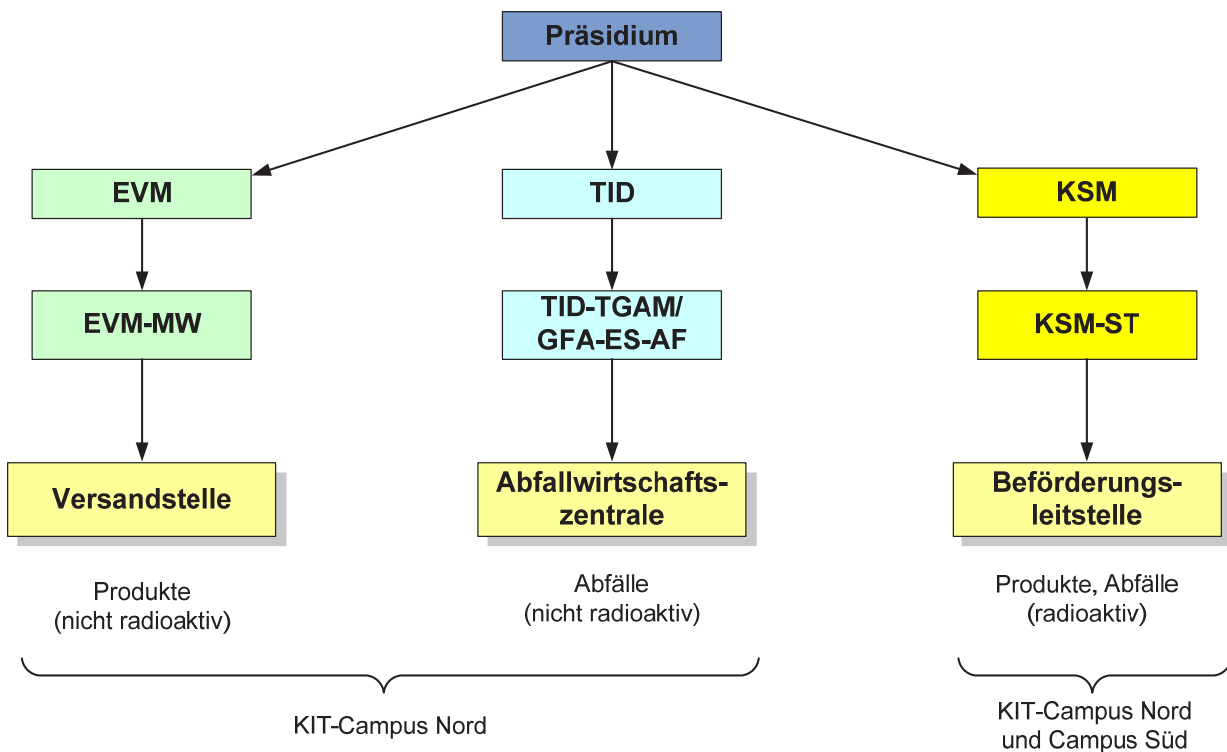 Präsidium
EVM
TID
KSM
EVM-MW
TID-TGAM/
GFA-ES-AF
KSM-ST
Versandstelle
Abfallwirtschafts-
zentrale
Beförderungs-
leitstelle
Produkte
(nicht radioaktiv)
Abfälle
(nicht radioaktiv)
Produkte, Abfälle
(radioaktiv)
KIT-Campus Nord
KIT-Campus Nord
und Campus Süd